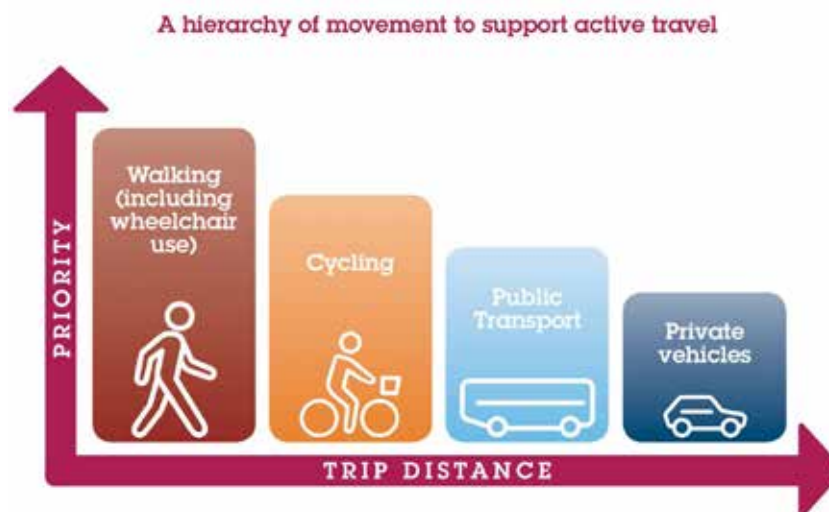 A hierarchy of movement to support active travel
PRIORITY
Walking
(including
wheelchair
use)
Cycling
Public
Transport
Private
vehicles
TRIP DISTANCE